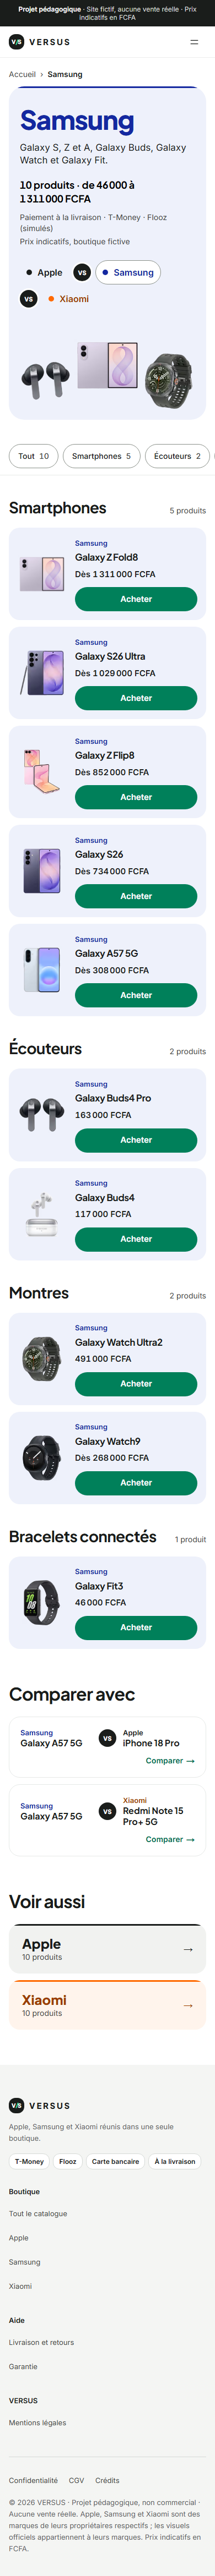 Projet pédagogique · Site fictif, aucune vente réelle · Prix
indicatifs en FCFA
V/S VERSUS
Accueil › Samsung
Samsung
Galaxy S, Z et A, Galaxy Buds, Galaxy
Watch et Galaxy Fit.
10 produits · de 46 000 à
1 311 000 FCFA
Paiement à la livraison · T-Money · Flooz
(simulés)
Prix indicatifs, boutique fictive
Apple vs Samsung
vs Xiaomi
Tout 10 Smartphones 5 Écouteurs 2
Smartphones 5 produits
Samsung
Galaxy Z Fold8
Dès 1 311 000 FCFA
Acheter
Samsung
Galaxy S26 Ultra
Dès 1 029 000 FCFA
Acheter
Samsung
Galaxy Z Flip8
Dès 852 000 FCFA
Acheter
Samsung
Galaxy S26
Dès 734 000 FCFA
Acheter
Samsung
Galaxy A57 5G
Dès 308 000 FCFA
Acheter
Écouteurs 2 produits
Samsung
Galaxy Buds4 Pro
163 000 FCFA
Acheter
Samsung
Galaxy Buds4
117 000 FCFA
Acheter
Montres 2 produits
Samsung
Galaxy Watch Ultra2
491 000 FCFA
Acheter
Samsung
Galaxy Watch9
Dès 268 000 FCFA
Acheter
Bracelets connectés 1 produit
Samsung
Galaxy Fit3
46 000 FCFA
Acheter
Comparer avec
Samsung
Galaxy A57 5G
vs
Apple
iPhone 18 Pro
Comparer →
Samsung
Galaxy A57 5G
vs
Xiaomi
Redmi Note 15
Pro+ 5G
Comparer →
Voir aussi
Apple
10 produits
→
Xiaomi
10 produits
→
V/S VERSUS
Apple, Samsung et Xiaomi réunis dans une seule
boutique.
T-Money Flooz Carte bancaire À la livraison
Boutique
Tout le catalogue
Apple
Samsung
Xiaomi
Aide
Livraison et retours
Garantie
VERSUS
Mentions légales
Confidentialité CGV Crédits
© 2026 VERSUS · Projet pédagogique, non commercial ·
Aucune vente réelle. Apple, Samsung et Xiaomi sont des
marques de leurs propriétaires respectifs ; les visuels
officiels appartiennent à leurs marques. Prix indicatifs en
FCFA.